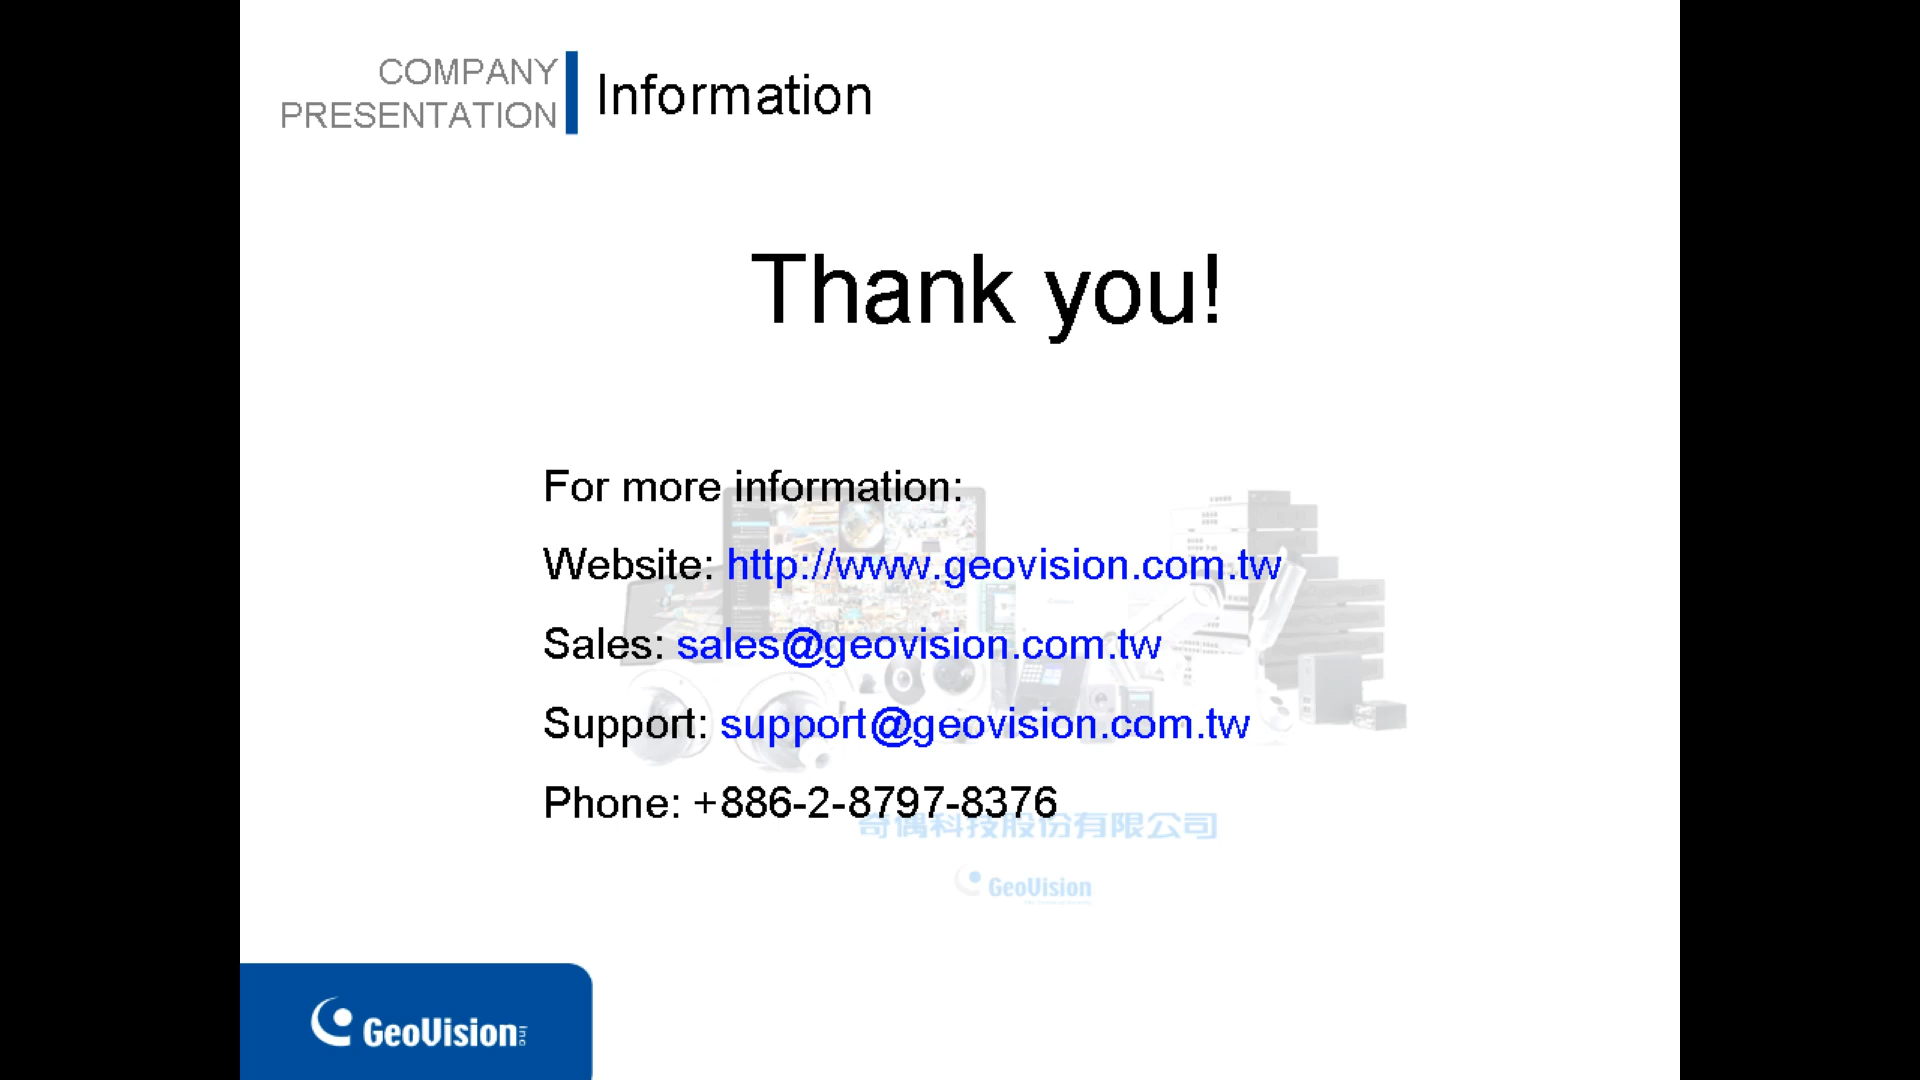 COMPANY
PRESENTATION
Information
Thank you!
For more information:
Website: http://www.geovision.com.tw
Sales: sales@geovision.com.tw
Support: support@geovision.com.tw
Phone: +886-2-8797-8376
奇偶科技股份有限公司
GeoVision
GeoVision Inc